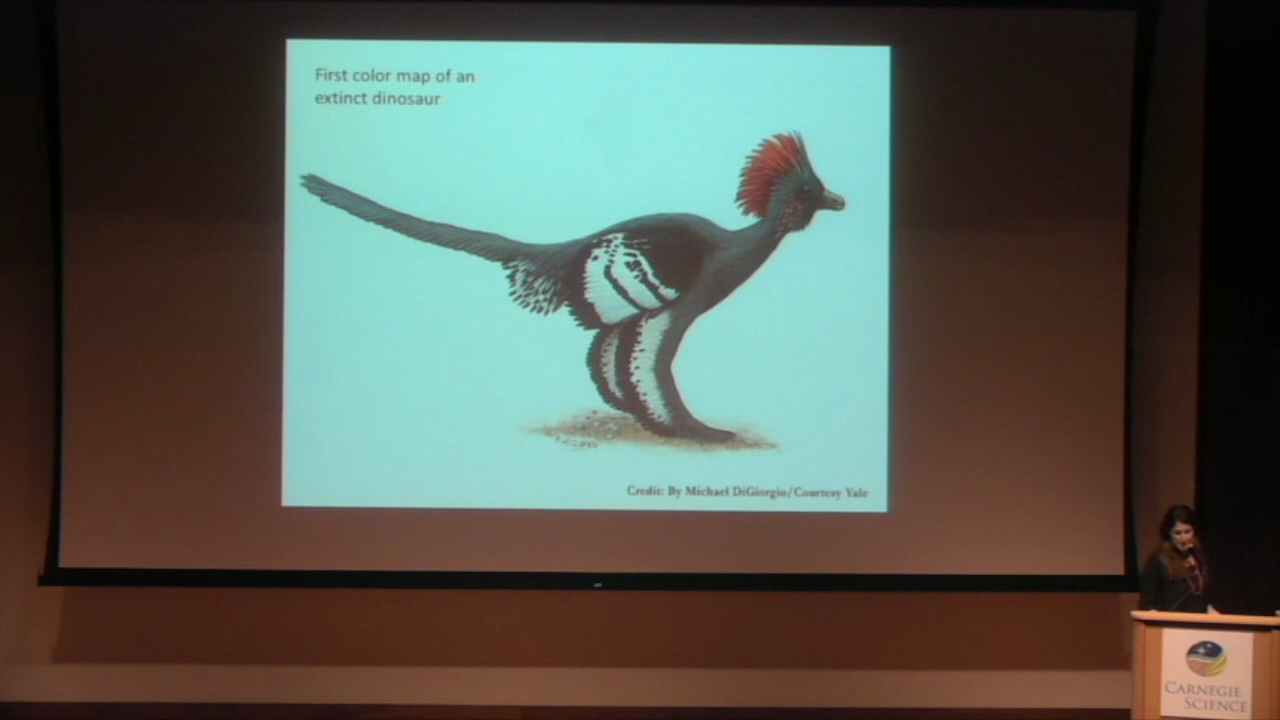 First color map of an
extinct dinosaur
Credit: By Michael DiGiorgio/Courtesy Yale
CARNEGIE
SCIENCE